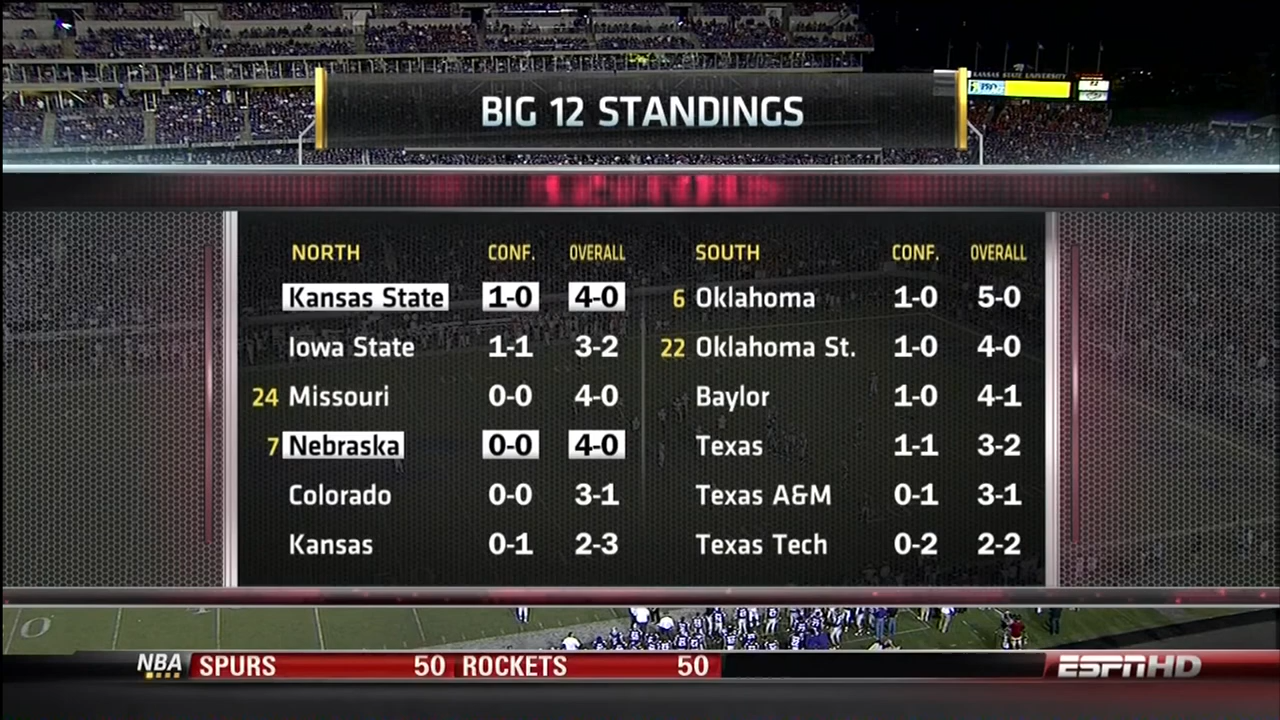 KANSAS STATE UNIVERSITY
BIG 12 STANDINGS
NORTH CONF. OVERALL SOUTH CONF. OVERALL
Kansas State 1-0 4-0 6 Oklahoma 1-0 5-0
Iowa State 1-1 3-2 22 Oklahoma St. 1-0 4-0
24 Missouri 0-0 4-0 Baylor 1-0 4-1
7 Nebraska 0-0 4-0 Texas 1-1 3-2
Colorado 0-0 3-1 Texas A&M 0-1 3-1
Kansas 0-1 2-3 Texas Tech 0-2 2-2
NBA SPURS 50 ROCKETS 50 ESPNHD